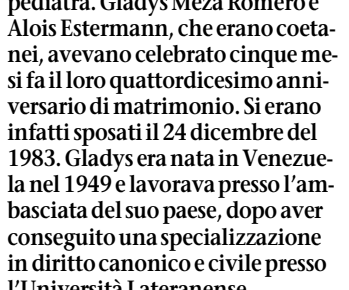 pediatra. Gladys Meza Romero e
Alois Estermann, che erano coeta-
nei, avevano celebrato cinque me-
si fa il loro quattordicesimo anni-
versario di matrimonio. Si erano
infatti sposati il 24 dicembre del
1983. Gladys era nata in Venezue-
la nel 1949 e lavorava presso l'am-
basciata del suo paese, dopo aver
conseguito una specializzazione
in diritto canonico e civile presso
l'Università Lateranense